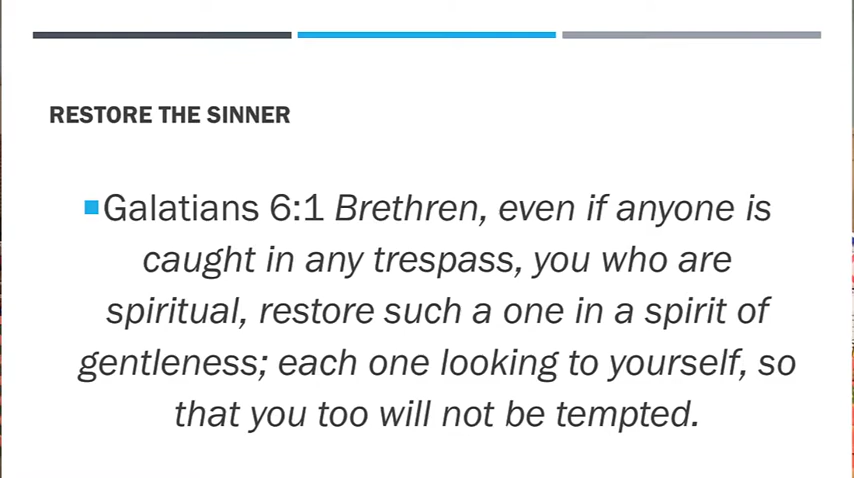 RESTORE THE SINNER
Galatians 6:1 Brethren, even if anyone is
caught in any trespass, you who are
spiritual, restore such a one in a spirit of
gentleness; each one looking to yourself, so
that you too will not be tempted.